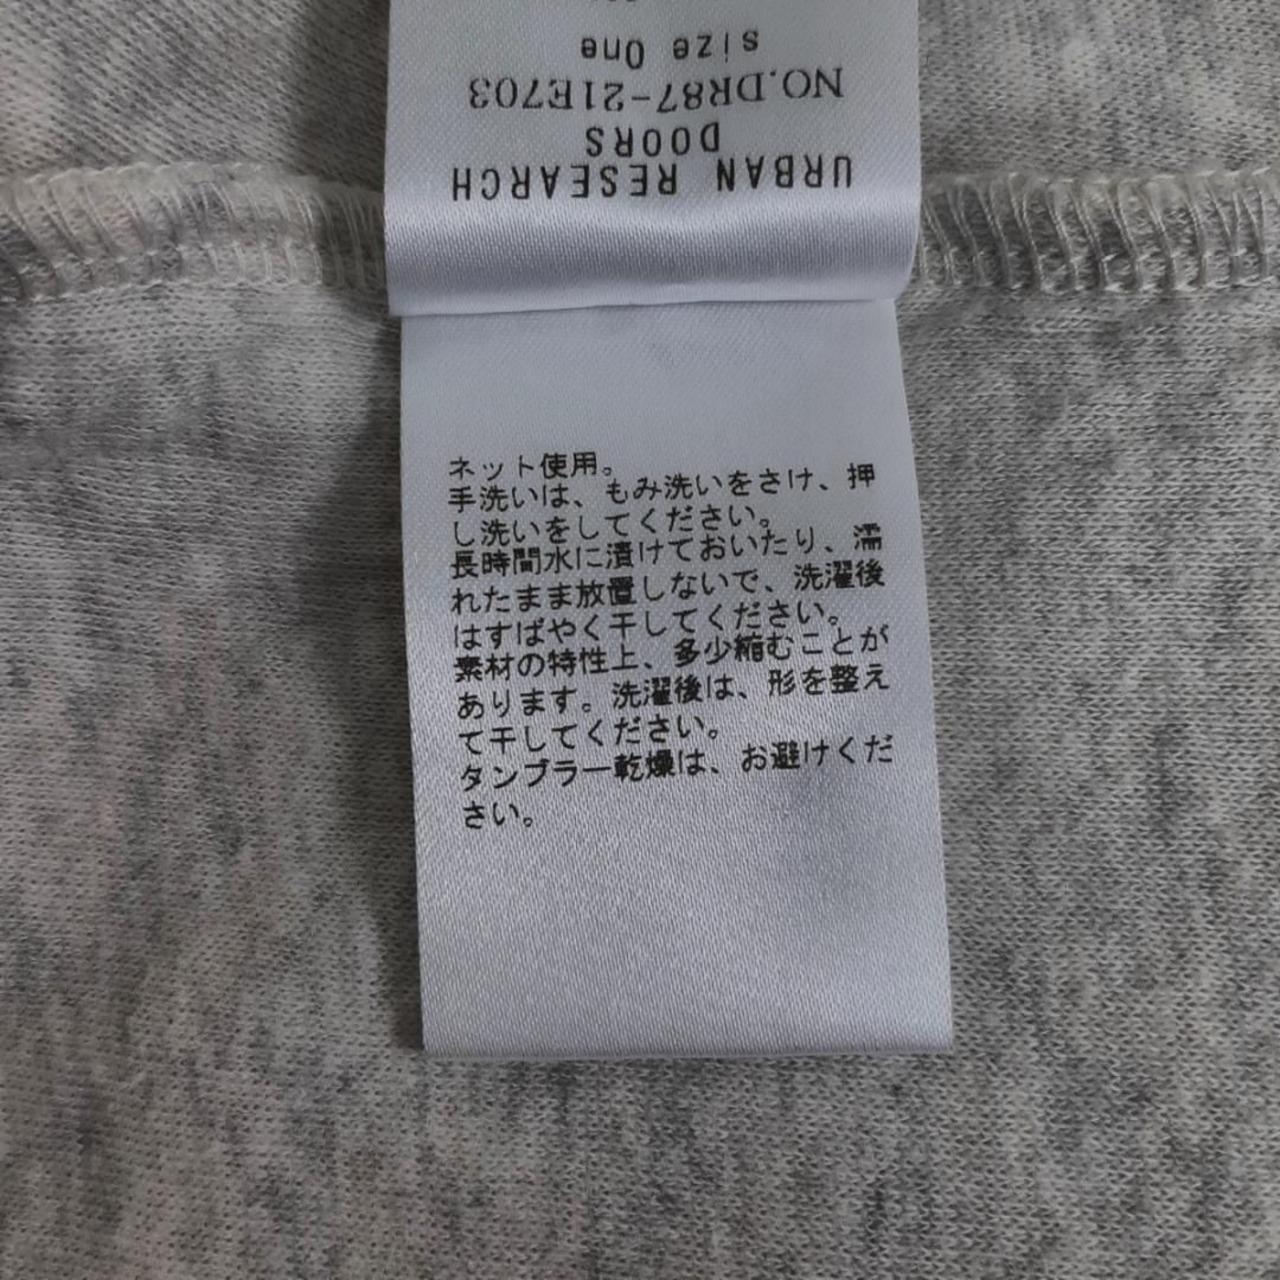 size One
NO.DR87-21E703
DOORS
URBAN RESEARCH
ネット使用。
手洗いは、もみ洗いをさけ、押
し洗いをしてください。
長時間水に漬けておいたり、濡
れたまま放置しないで、洗濯後
はすばやく干してください。
素材の特性上、多少縮むことが
あります。洗濯後は、形を整え
て干してください。
タンブラー乾燥は、お避けくだ
さい。